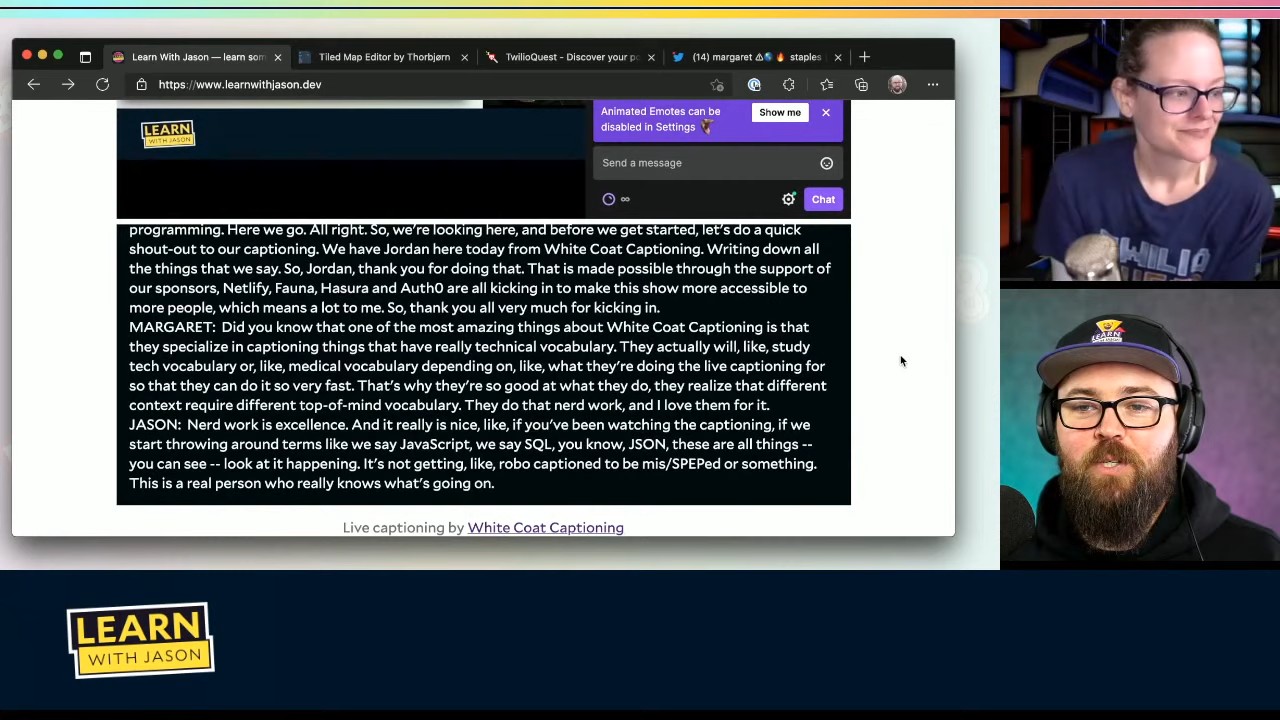 Learn With Jason — learn som
Tiled Map Editor by Thorbjørn
TwilioQuest - Discover your po
(14) margaret ⚠🌎🔥 staples
https://www.learnwithjason.dev
LEARN
WITH JASON
Animated Emotes can be
disabled in Settings
Show me
Send a message
∞
Chat
programming. Here we go. All right. So, we're looking here, and before we get started, let's do a quick
shout-out to our captioning. We have Jordan here today from White Coat Captioning. Writing down all
the things that we say. So, Jordan, thank you for doing that. That is made possible through the support of
our sponsors, Netlify, Fauna, Hasura and Auth0 are all kicking in to make this show more accessible to
more people, which means a lot to me. So, thank you all very much for kicking in.
MARGARET: Did you know that one of the most amazing things about White Coat Captioning is that
they specialize in captioning things that have really technical vocabulary. They actually will, like, study
tech vocabulary or, like, medical vocabulary depending on, like, what they're doing the live captioning for
so that they can do it so very fast. That's why they're so good at what they do, they realize that different
context require different top-of-mind vocabulary. They do that nerd work, and I love them for it.
JASON: Nerd work is excellence. And it really is nice, like, if you've been watching the captioning, if we
start throwing around terms like we say JavaScript, we say SQL, you know, JSON, these are all things --
you can see -- look at it happening. It's not getting, like, robo captioned to be mis/SPEPed or something.
This is a real person who really knows what's going on.
Live captioning by White Coat Captioning
LEARN
WITH JASON
TWILIO
LEARN